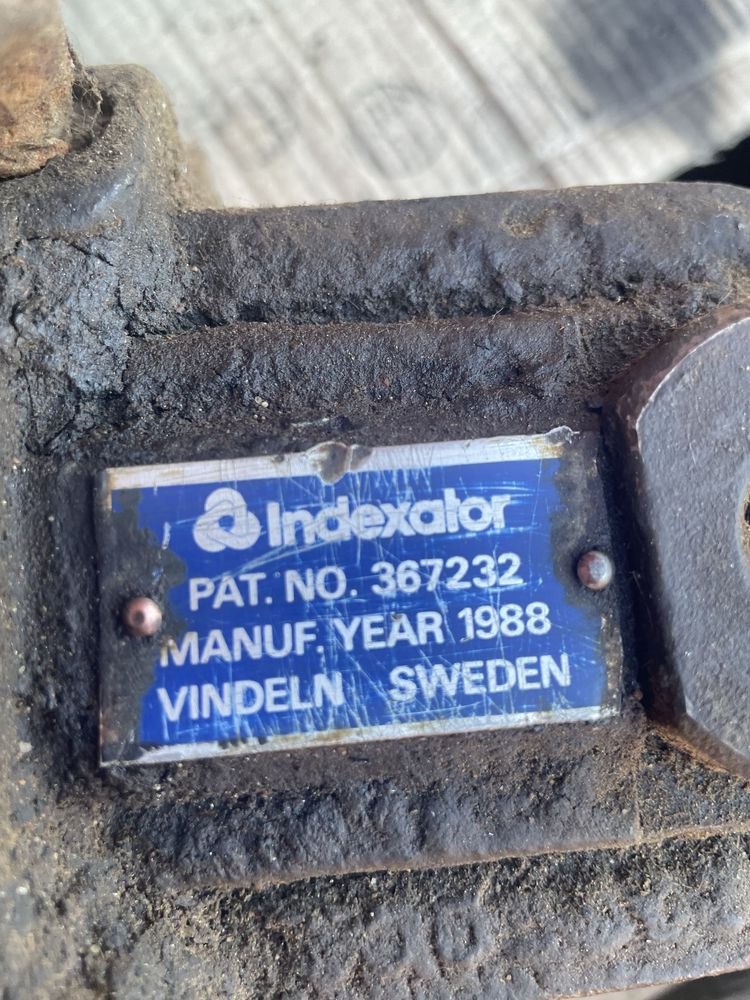 Indexator
PAT. NO. 367232
MANUF. YEAR 1988
VINDELN SWEDEN